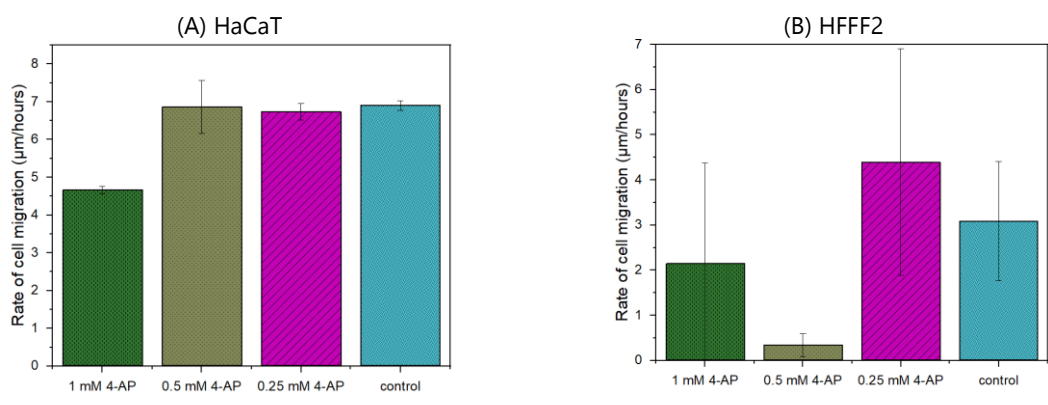 (A) HaCaT
Rate of cell migration (µm/hours)
8
7
6
5
4
3
2
1
0
1 mM 4-AP 0.5 mM 4-AP 0.25 mM 4-AP control
(B) HFFF2
Rate of cell migration (µm/hours)
7
6
5
4
3
2
1
0
1 mM 4-AP 0.5 mM 4-AP 0.25 mM 4-AP control